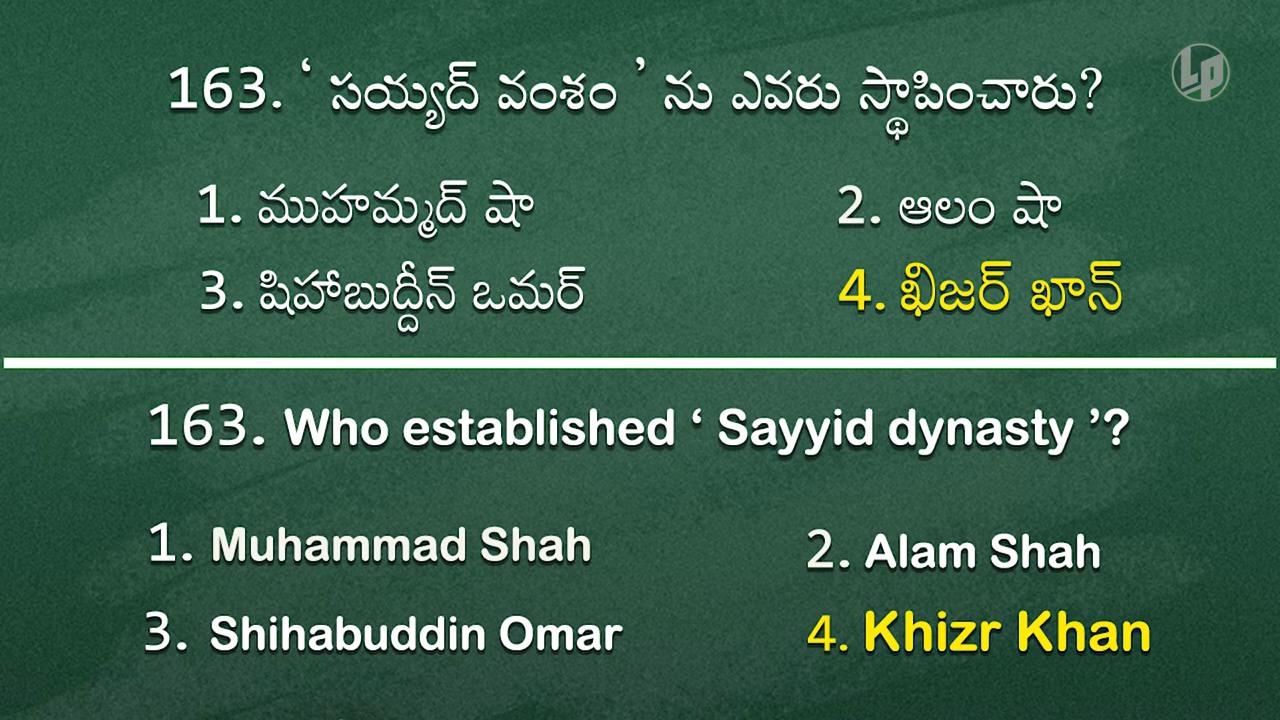 163. ‘ సయ్యద్ వంశం ’ ను ఎవరు స్థాపించారు?
LP
1. ముహమ్మద్ షా 2. ఆలం షా
3. షిహాబుద్దీన్ ఒమర్ 4. ఖిజర్ ఖాన్
163. Who established ‘ Sayyid dynasty ’?
1. Muhammad Shah 2. Alam Shah
3. Shihabuddin Omar 4. Khizr Khan